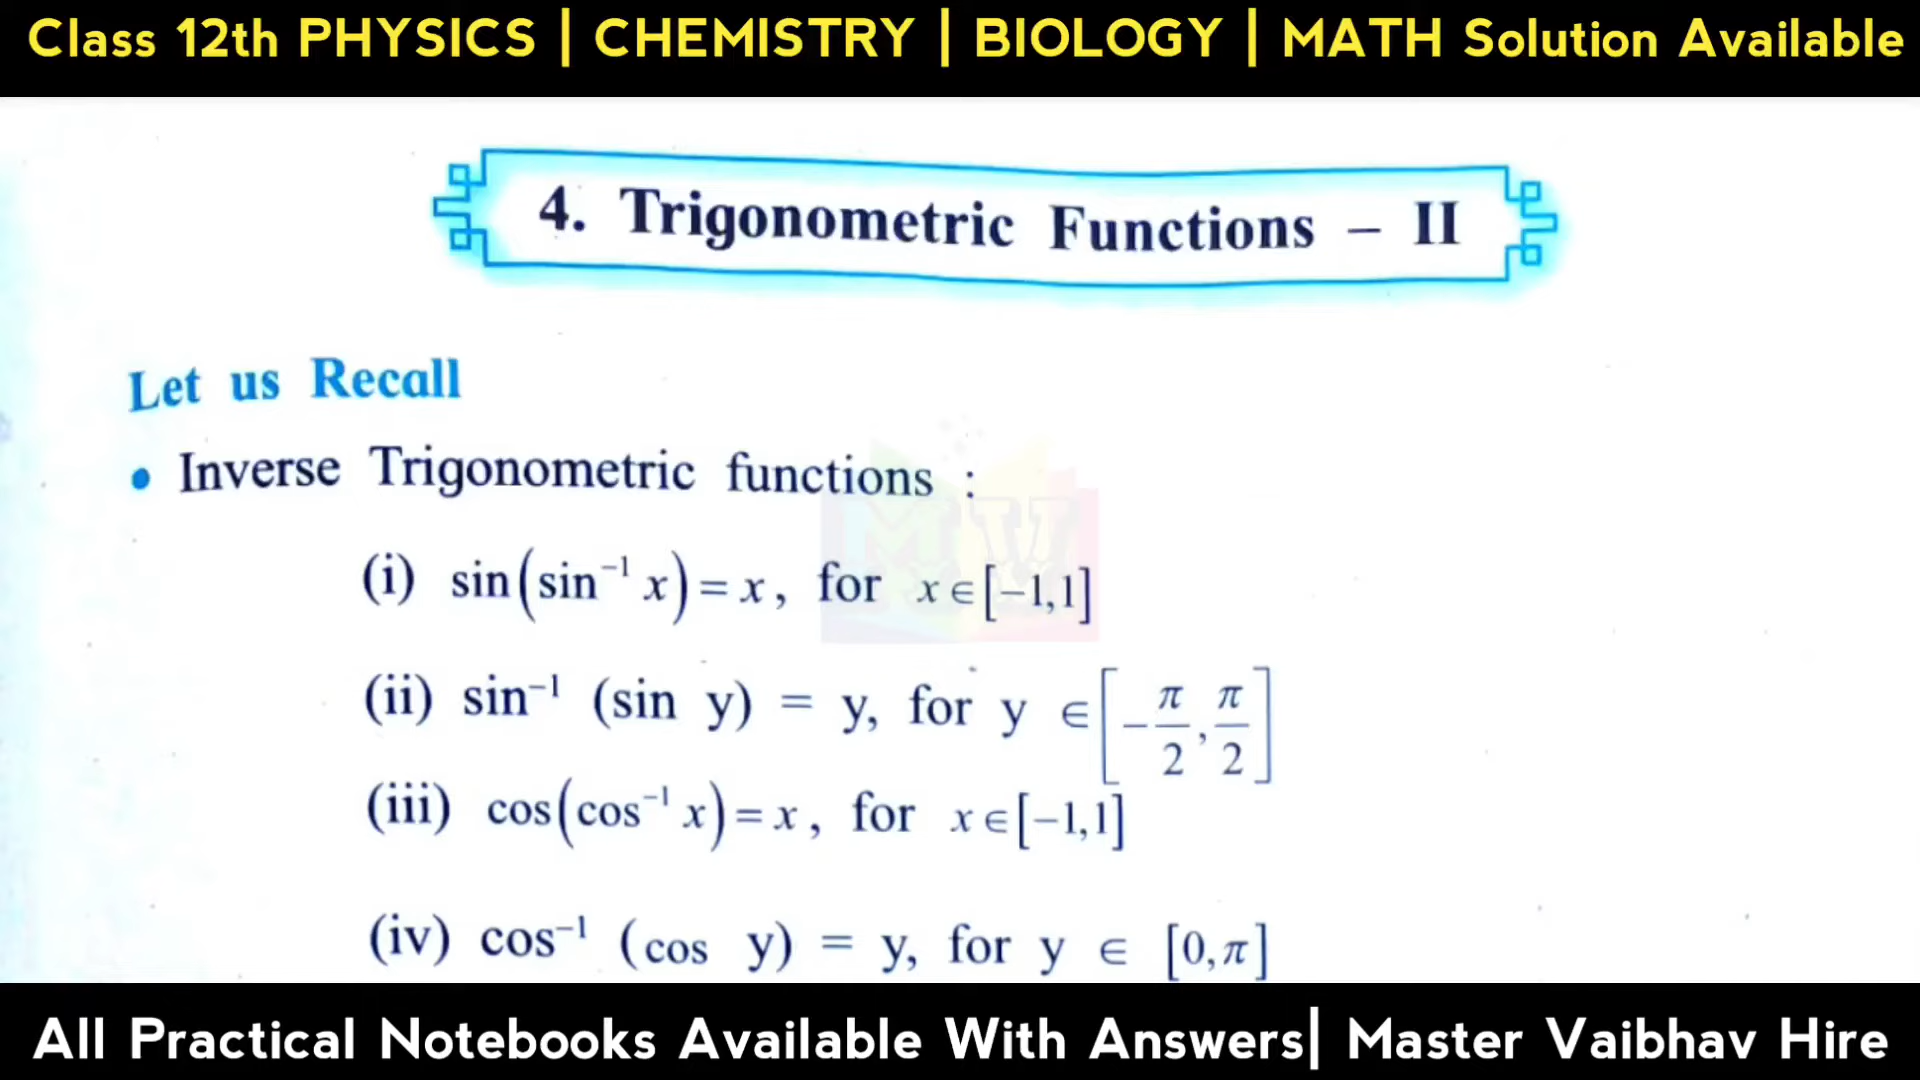 Class 12th PHYSICS | CHEMISTRY | BIOLOGY | MATH Solution Available
4. Trigonometric Functions – II
Let us Recall
• Inverse Trigonometric functions :
MV
(i) sin(sin⁻¹ x) = x, for x ∈ [−1,1]
(ii) sin⁻¹ (sin y) = y, for y ∈ [−π/2, π/2]
(iii) cos(cos⁻¹ x) = x, for x ∈ [−1,1]
(iv) cos⁻¹ (cos y) = y, for y ∈ [0,π]
All Practical Notebooks Available With Answers| Master Vaibhav Hire